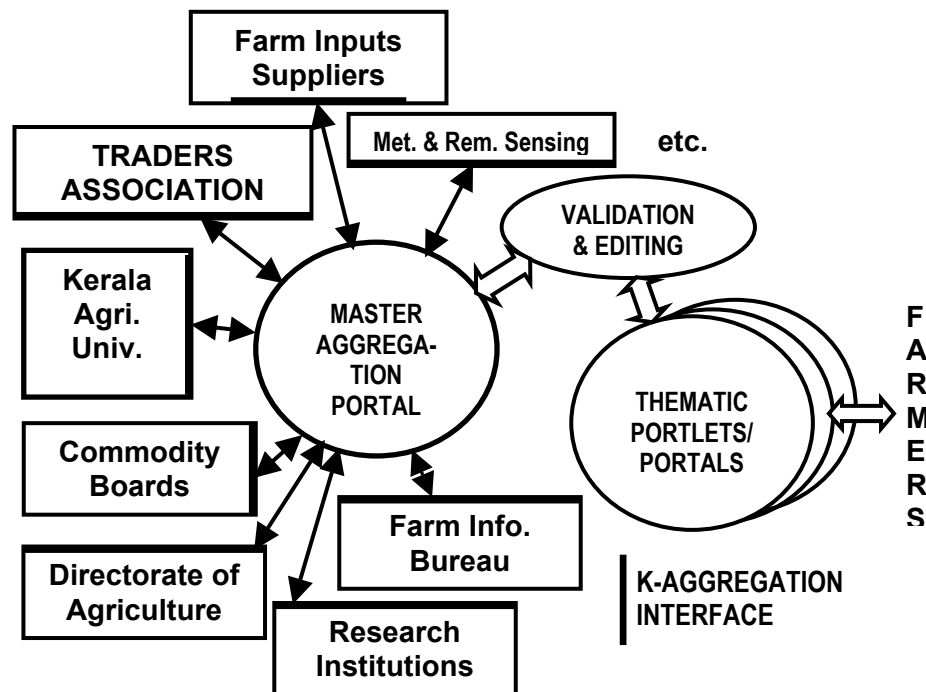 Farm Inputs
Suppliers
Met. & Rem. Sensing
etc.
TRADERS
ASSOCIATION
VALIDATION
& EDITING
Kerala
Agri.
Univ.
MASTER
AGGREGA-
TION
PORTAL
THEMATIC
PORTLETS/
PORTALS
F
A
R
M
E
R
S
Commodity
Boards
Farm Info.
Bureau
Directorate of
Agriculture
Research
Institutions
K-AGGREGATION
INTERFACE